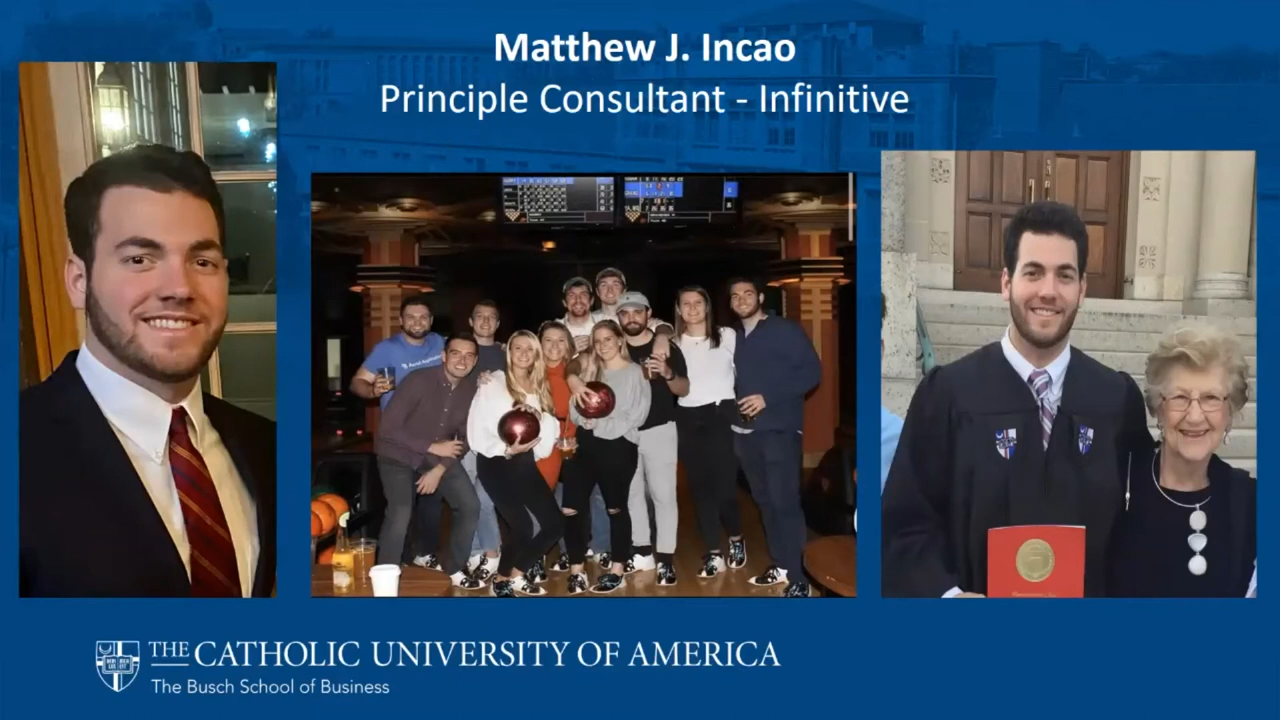 Matthew J. Incao
Principle Consultant - Infinitive
THE CATHOLIC UNIVERSITY OF AMERICA
The Busch School of Business